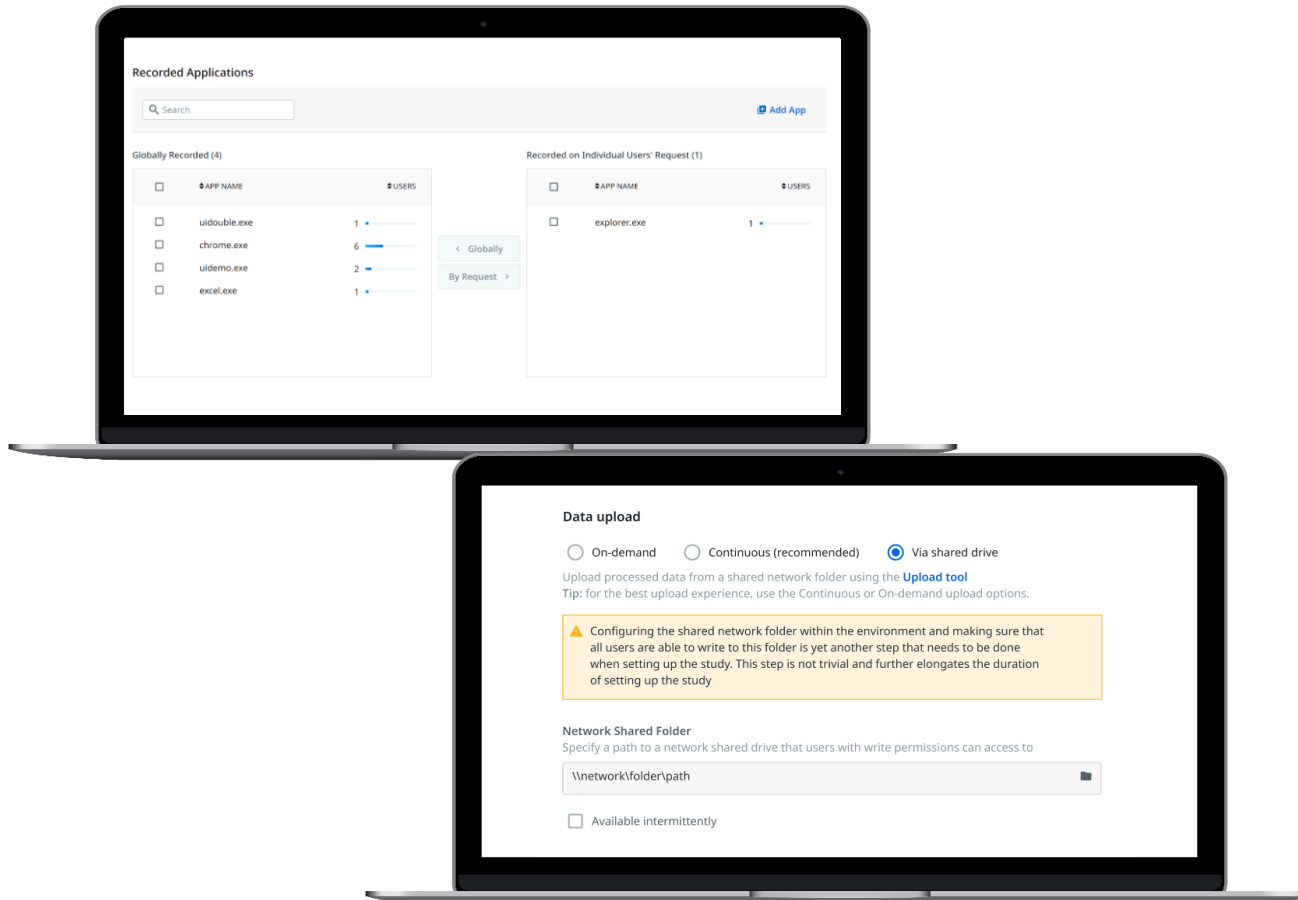 Recorded Applications
Search
Add App
Globally Recorded (4)
APP NAME USERS
uidouble.exe 1
chrome.exe 6
uidemo.exe 2
excel.exe 1
< Globally
By Request >
Recorded on Individual Users' Request (1)
APP NAME USERS
explorer.exe 1
Data upload
On-demand Continuous (recommended) Via shared drive
Upload processed data from a shared network folder using the Upload tool
Tip: for the best upload experience, use the Continuous or On-demand upload options.
Configuring the shared network folder within the environment and making sure that
all users are able to write to this folder is yet another step that needs to be done
when setting up the study. This step is not trivial and further elongates the duration
of setting up the study
Network Shared Folder
Specify a path to a network shared drive that users with write permissions can access to
\\network\folder\path
Available intermittently